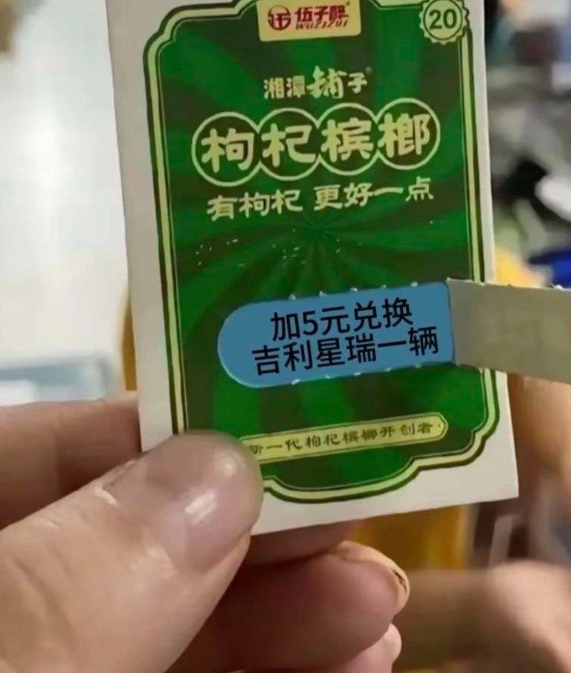 伍子醉
WUZIZUI
20
湘潭铺子
枸杞槟榔
有枸杞 更好一点
加5元兑换
吉利星瑞一辆
新一代枸杞槟榔开创者